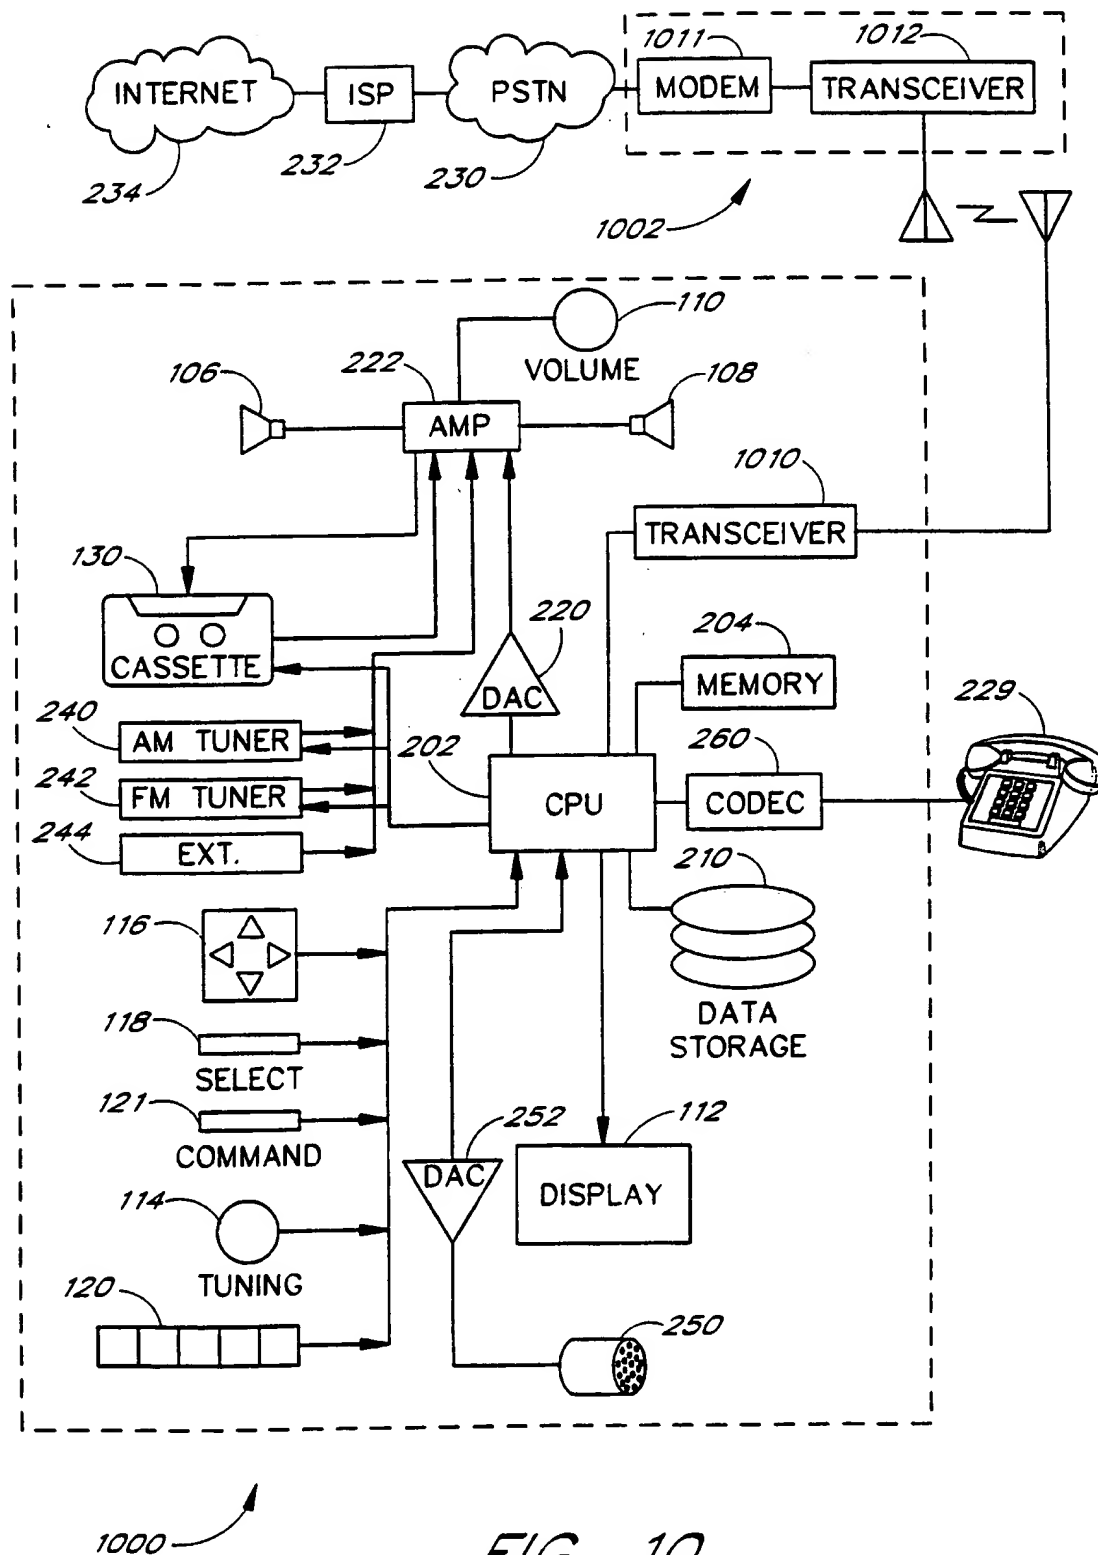 1011
1012
INTERNET
ISP
PSTN
MODEM
TRANSCEIVER
234
232
230
1002
110
VOLUME
106
222
108
AMP
1010
TRANSCEIVER
130
CASSETTE
220
DAC
204
MEMORY
229
240
AM TUNER
202
260
242
FM TUNER
CPU
CODEC
244
EXT.
210
116
DATA
STORAGE
118
SELECT
121
COMMAND
252
DAC
112
DISPLAY
114
TUNING
120
250
1000
FIG. 10